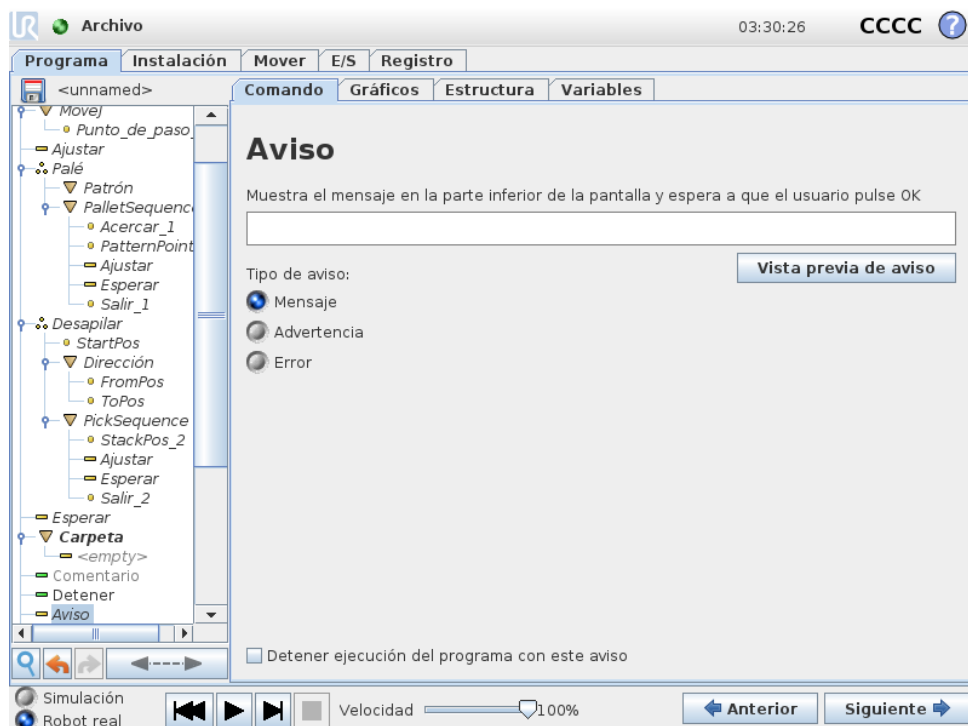 UR Archivo 03:30:26 CCCC ?
Programa Instalación Mover E/S Registro
<unnamed>
Comando Gráficos Estructura Variables
MoveJ
Punto_de_paso_
Ajustar
Palé
Patrón
PalletSequence
Acercar_1
PatternPoint
Ajustar
Esperar
Salir_1
Desapilar
StartPos
Dirección
FromPos
ToPos
PickSequence
StackPos_2
Ajustar
Esperar
Salir_2
Esperar
Carpeta
<empty>
Comentario
Detener
Aviso
Aviso
Muestra el mensaje en la parte inferior de la pantalla y espera a que el usuario pulse OK
Vista previa de aviso
Tipo de aviso:
Mensaje
Advertencia
Error
Detener ejecución del programa con este aviso
Simulación
Robot real
Velocidad 100%
Anterior Siguiente